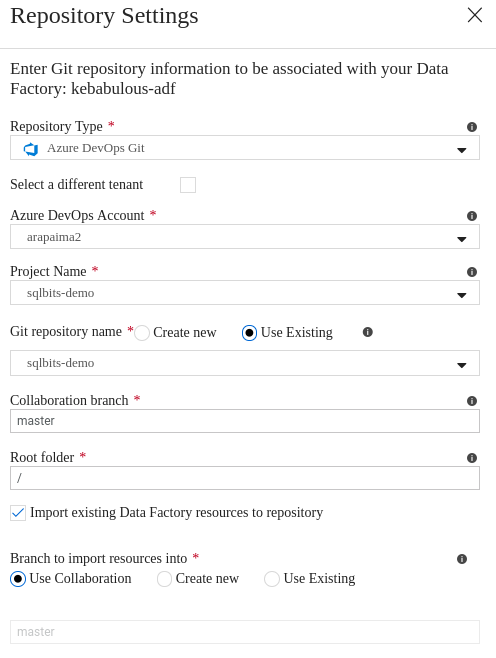 Repository Settings
Enter Git repository information to be associated with your Data
Factory: kebabulous-adf
Repository Type *
Azure DevOps Git
Select a different tenant
Azure DevOps Account *
arapaima2
Project Name *
sqlbits-demo
Git repository name * Create new Use Existing
sqlbits-demo
Collaboration branch *
master
Root folder *
/
Import existing Data Factory resources to repository
Branch to import resources into *
Use Collaboration Create new Use Existing
master